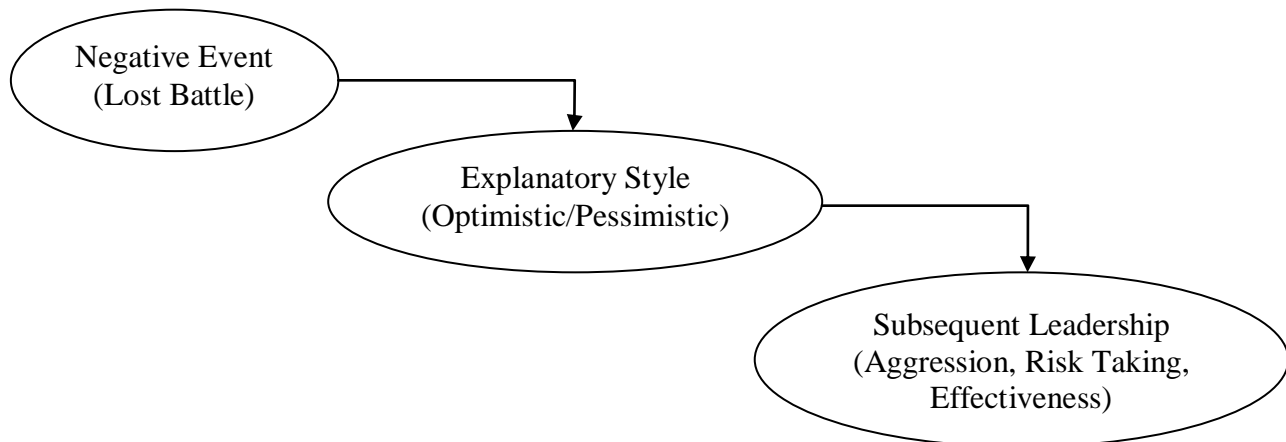 Negative Event
(Lost Battle)
Explanatory Style
(Optimistic/Pessimistic)
Subsequent Leadership
(Aggression, Risk Taking,
Effectiveness)